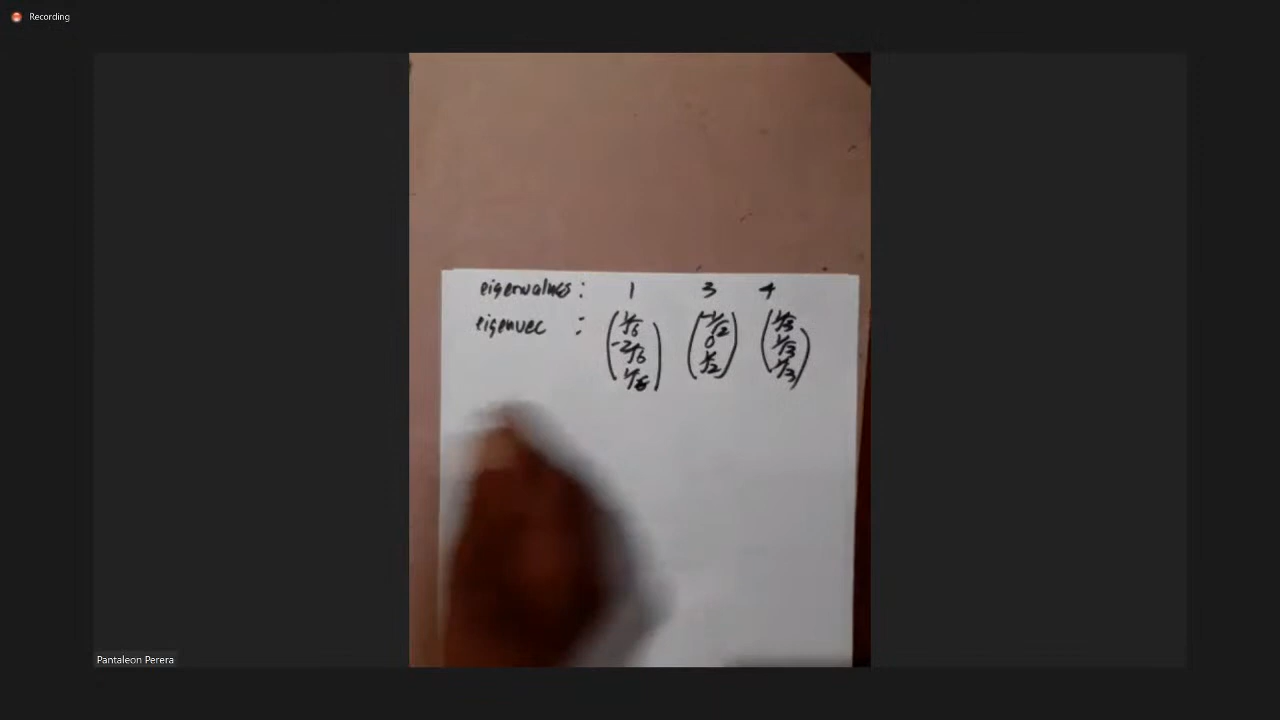 Recording
eigenvalues: 1 3 4
eigenvec : (1/√6 -2/√6 1/√6) (-1/√2 0 1/√2) (1/√3 1/√3 1/√3)
Pantaleon Perera